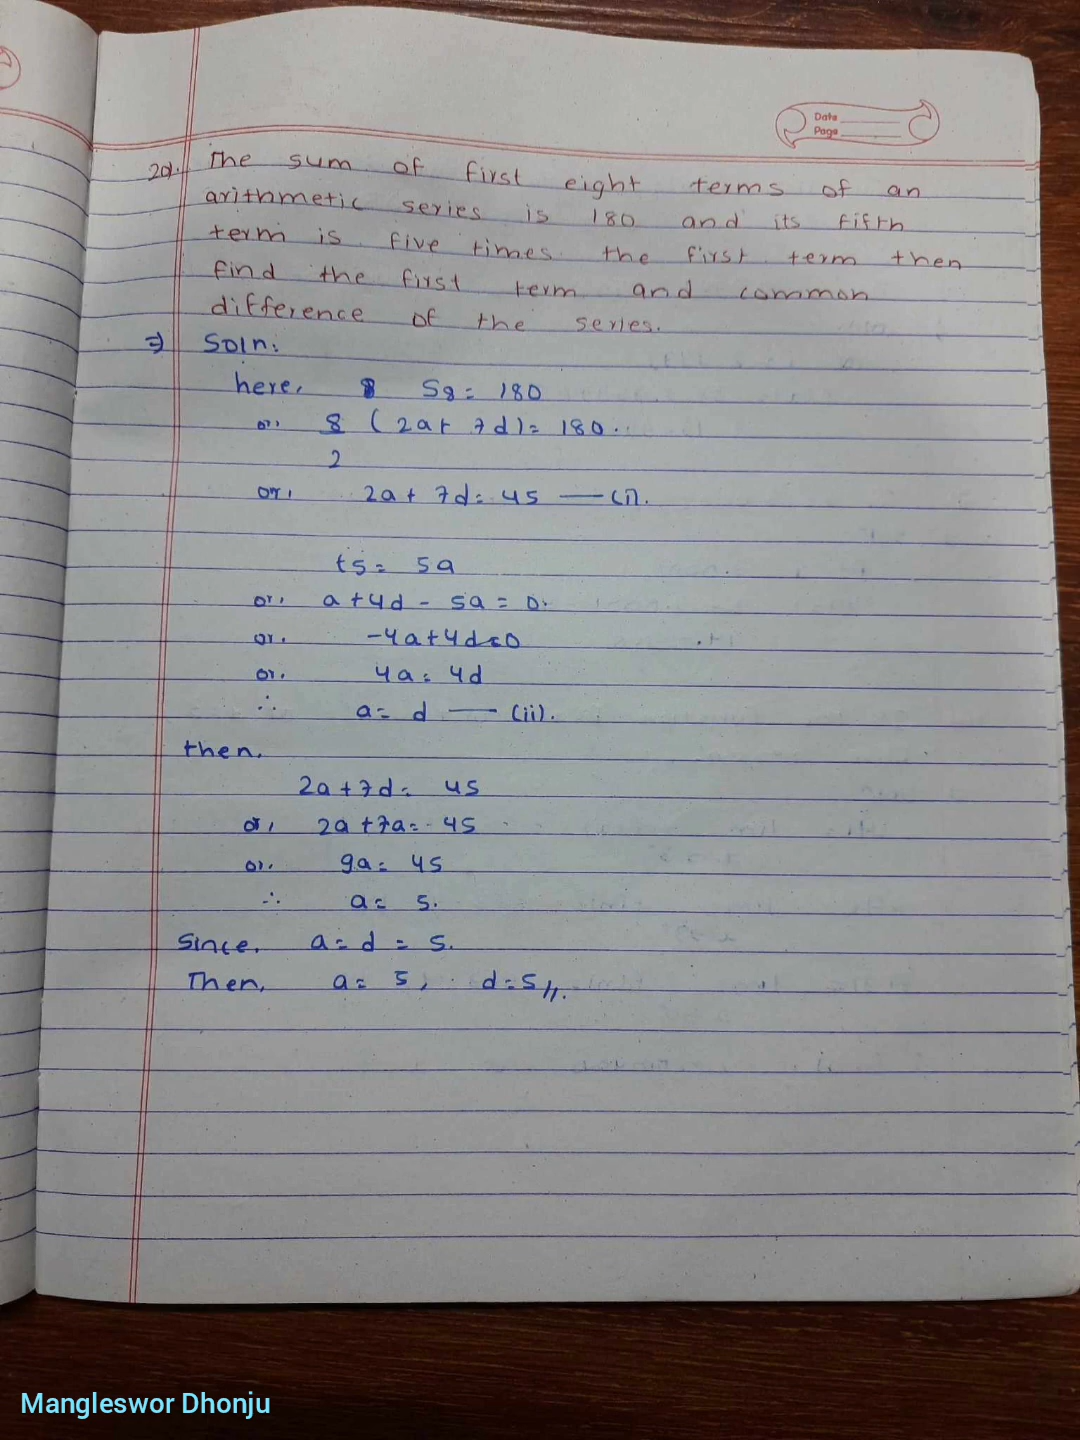 Date
Page
2d. The sum of first eight terms of an
arithmetic series is 180 and its fifth
term is five times the first term then
find the first term and common
difference of the series.
⇒ Soln:
here, S8 = 180
or, 8 (2a+ 7d) = 180.
2
or, 2a + 7d = 45 — (i).
t5 = 5a
or, a + 4d - 5a = 0.
or, -4a+4d=0
or, 4a = 4d
∴ a = d — (ii).
then,
2a + 7d = 45
or, 2a + 7a = 45
or, 9a = 45
∴ a = 5.
Since, a = d = 5.
Then, a = 5, d = 5//.
Mangleswor Dhonju